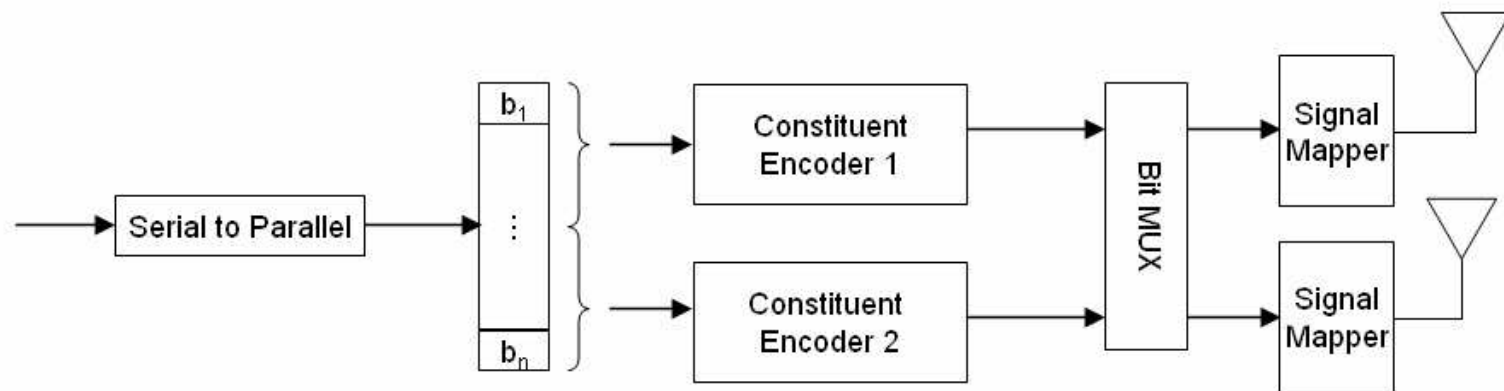 Serial to Parallel
b₁
⋮
bₙ
Constituent
Encoder 1
Constituent
Encoder 2
Bit MUX
Signal
Mapper
Signal
Mapper